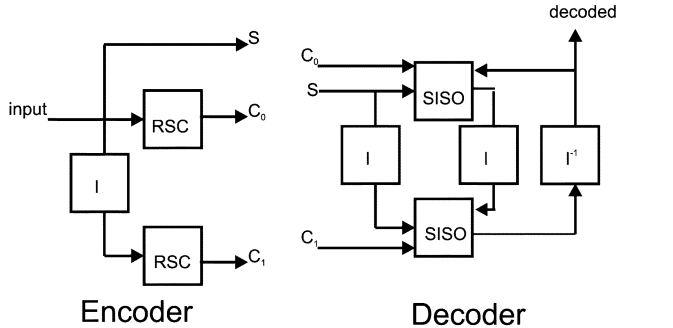 decoded
S
C₀
S
input
RSC
C₀
SISO
I
I
I
I⁻¹
RSC
C₁
C₁
SISO
Encoder
Decoder